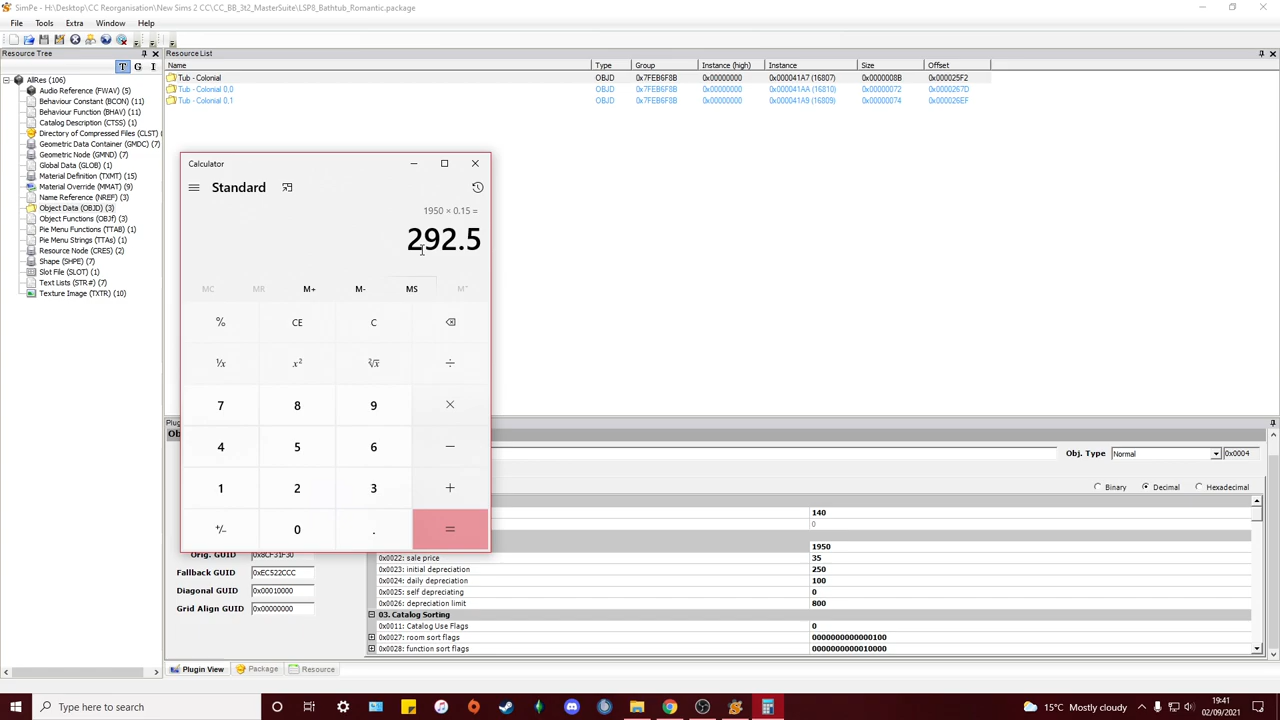 SimPe - H:\Desktop\CC Reorganisation\New Sims 2 CC\CC_BB_3t2_MasterSuite\LSP8_Bathtub_Romantic.package
File Tools Extra Window Help
Resource Tree
T G I
AllRes (106)
Audio Reference (FWAV) (5)
Behaviour Constant (BCON) (11)
Behaviour Function (BHAV) (11)
Catalog Description (CTSS) (1)
Directory of Compressed Files (CLST) (
Geometric Data Container (GMDC) (7)
Geometric Node (GMND) (7)
Global Data (GLOB) (1)
Material Definition (TXMT) (15)
Material Override (MMAT) (9)
Name Reference (NREF) (3)
Object Data (OBJD) (3)
Object Functions (OBJf) (3)
Pie Menu Functions (TTAB) (1)
Pie Menu Strings (TTAs) (1)
Resource Node (CRES) (2)
Shape (SHPE) (7)
Slot File (SLOT) (1)
Text Lists (STR#) (7)
Texture Image (TXTR) (10)
Resource List
Name Type Group Instance (high) Instance Size Offset
Tub - Colonial OBJD 0x7FEB6F8B 0x00000000 0x000041A7 (16807) 0x0000008B 0x000025F2
Tub - Colonial 0,0 OBJD 0x7FEB6F8B 0x00000000 0x000041AA (16810) 0x00000072 0x0000267D
Tub - Colonial 0,1 OBJD 0x7FEB6F8B 0x00000000 0x000041A9 (16809) 0x00000074 0x000026EF
Calculator
Standard
1950 × 0.15 =
292.5
MC MR M+ M- MS M˅
% CE C
¹/x x² ²√x ÷
7 8 9 ×
4 5 6 −
1 2 3 +
+/− 0 . =
Plug
Ob
Obj. Type Normal 0x0004
Binary Decimal Hexadecimal
140
0
1950
0x0022: sale price 35
0x0023: initial depreciation 250
0x0024: daily depreciation 100
0x0025: self depreciating 0
0x0026: depreciation limit 800
03. Catalog Sorting
0x0011: Catalog Use Flags 0
0x0027: room sort flags 0000000000000100
0x0028: function sort flags 0000000000010000
Orig. GUID 0x8CF31F30
Fallback GUID 0xEC522CCC
Diagonal GUID 0x00010000
Grid Align GUID 0x00000000
Plugin View Package Resource
Type here to search
15°C Mostly cloudy
19:41
02/09/2021